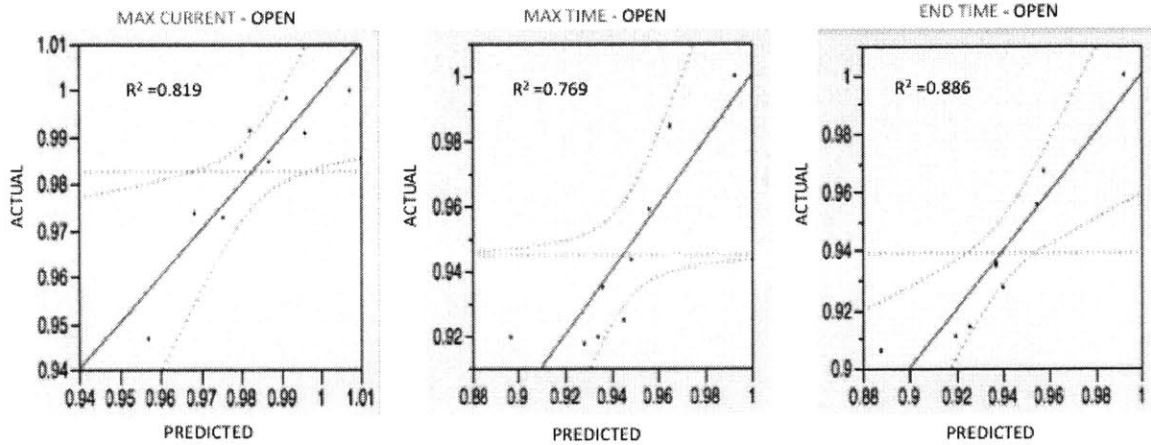 MAX CURRENT - OPEN
1.01
1
0.99
0.98
0.97
0.96
0.95
0.94
R² =0.819
ACTUAL
0.94 0.95 0.96 0.97 0.98 0.99 1 1.01
PREDICTED
MAX TIME - OPEN
1
0.98
0.96
0.94
0.92
R² =0.769
ACTUAL
0.88 0.9 0.92 0.94 0.96 0.98 1
PREDICTED
END TIME - OPEN
1
0.98
0.96
0.94
0.92
0.9
R² =0.886
ACTUAL
0.88 0.9 0.92 0.94 0.96 0.98 1
PREDICTED